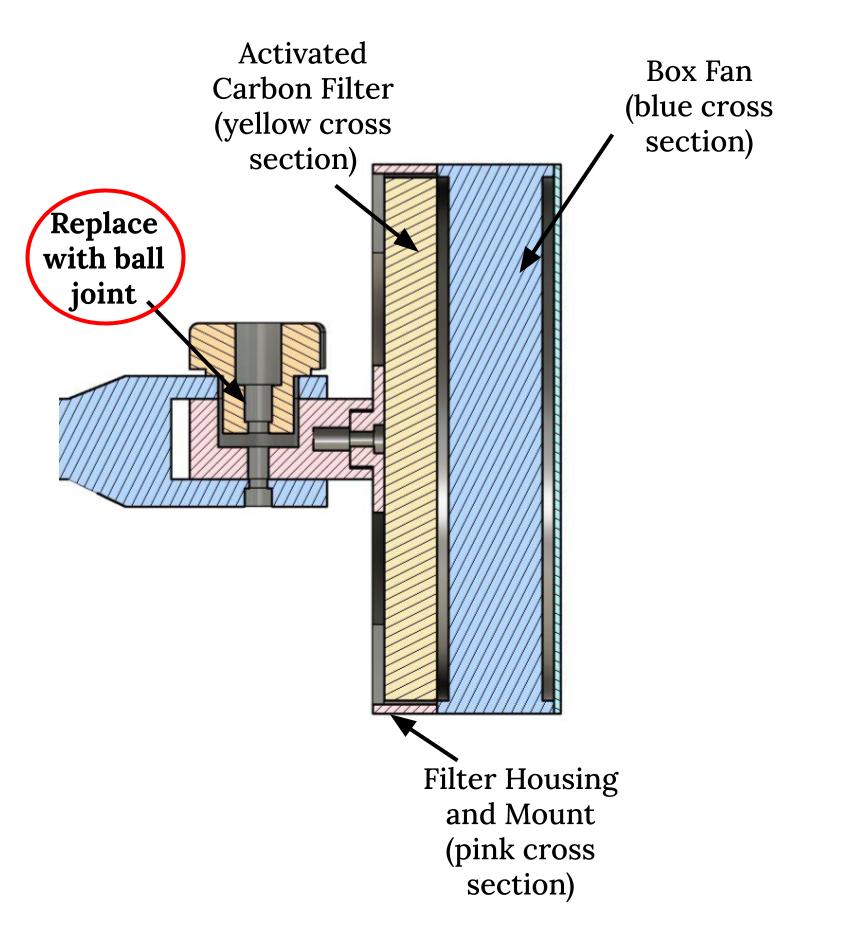 Activated
Carbon Filter
(yellow cross
section)
Box Fan
(blue cross
section)
Replace
with ball
joint
Filter Housing
and Mount
(pink cross
section)